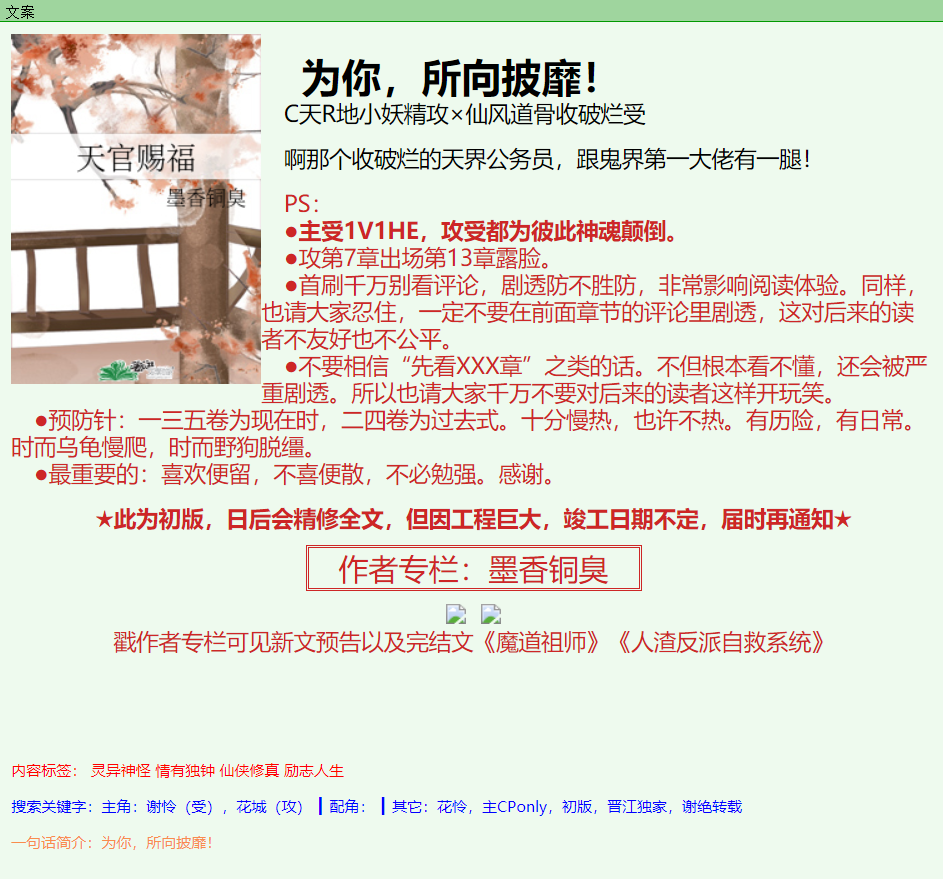 文案
天官赐福
墨香铜臭
为你，所向披靡！
C天R地小妖精攻×仙风道骨收破烂受
啊那个收破烂的天界公务员，跟鬼界第一大佬有一腿！
PS：
●主受1V1HE，攻受都为彼此神魂颠倒。
●攻第7章出场第13章露脸。
●首刷千万别看评论，剧透防不胜防，非常影响阅读体验。同样，
也请大家忍住，一定不要在前面章节的评论里剧透，这对后来的读
者不友好也不公平。
●不要相信“先看XXX章”之类的话。不但根本看不懂，还会被严
重剧透。所以也请大家千万不要对后来的读者这样开玩笑。
●预防针：一三五卷为现在时，二四卷为过去式。十分慢热，也许不热。有历险，有日常。
时而乌龟慢爬，时而野狗脱缰。
●最重要的：喜欢便留，不喜便散，不必勉强。感谢。
★此为初版，日后会精修全文，但因工程巨大，竣工日期不定，届时再通知★
作者专栏：墨香铜臭
戳作者专栏可见新文预告以及完结文《魔道祖师》《人渣反派自救系统》
内容标签： 灵异神怪 情有独钟 仙侠修真 励志人生
搜索关键字：主角：谢怜（受），花城（攻） ┃ 配角： ┃ 其它：花怜，主CPonly，初版，晋江独家，谢绝转载
一句话简介：为你，所向披靡！